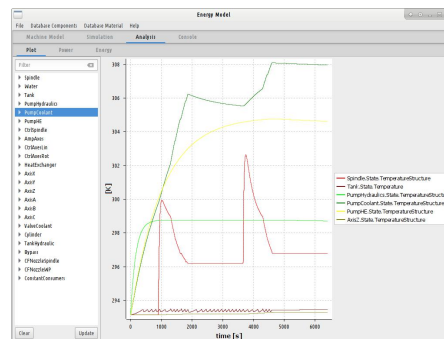 Energy Model
File Database Components Database Material Help
Machine Model Simulation Analysis Console
Plot Power Energy
Filter
Spindle
Water
Tank
PumpHydraulics
PumpCoolant
PumpHE
CtrlSpindle
AmpAxes
CtrlAxesLin
CtrlAxesRot
HeatExchanger
AxisX
AxisY
AxisZ
AxisA
AxisB
AxisC
ValveCoolant
Cylinder
TankHydraulic
Bypass
CFNozzleSpindle
CFNozzleWP
ConstantConsumers
Clear Update
308
306
304
302
300
298
296
294
[K]
0 1000 2000 3000 4000 5000 6000
time [s]
Spindle.State.TemperatureStructure
Tank.State.Temperature
PumpHydraulics.State.TemperatureStructu
PumpCoolant.State.TemperatureStructure
PumpHE.State.TemperatureStructure
AxisZ.State.TemperatureStructure